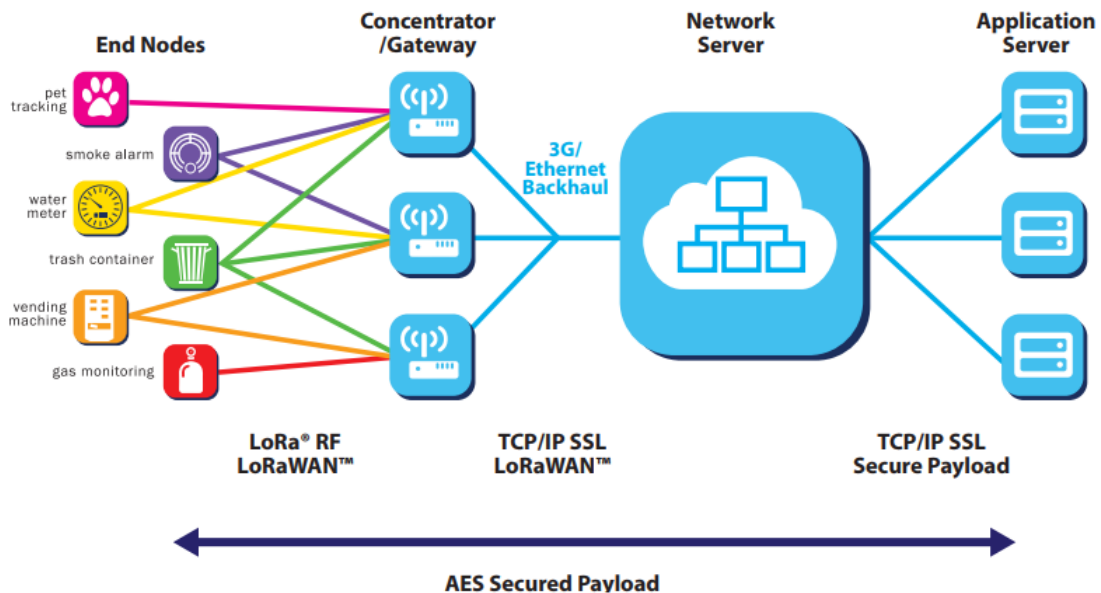 End Nodes
Concentrator
/Gateway
Network
Server
Application
Server
pet
tracking
smoke alarm
water
meter
trash container
vending
machine
gas monitoring
3G/
Ethernet
Backhaul
LoRa® RF
LoRaWAN™
TCP/IP SSL
LoRaWAN™
TCP/IP SSL
Secure Payload
AES Secured Payload